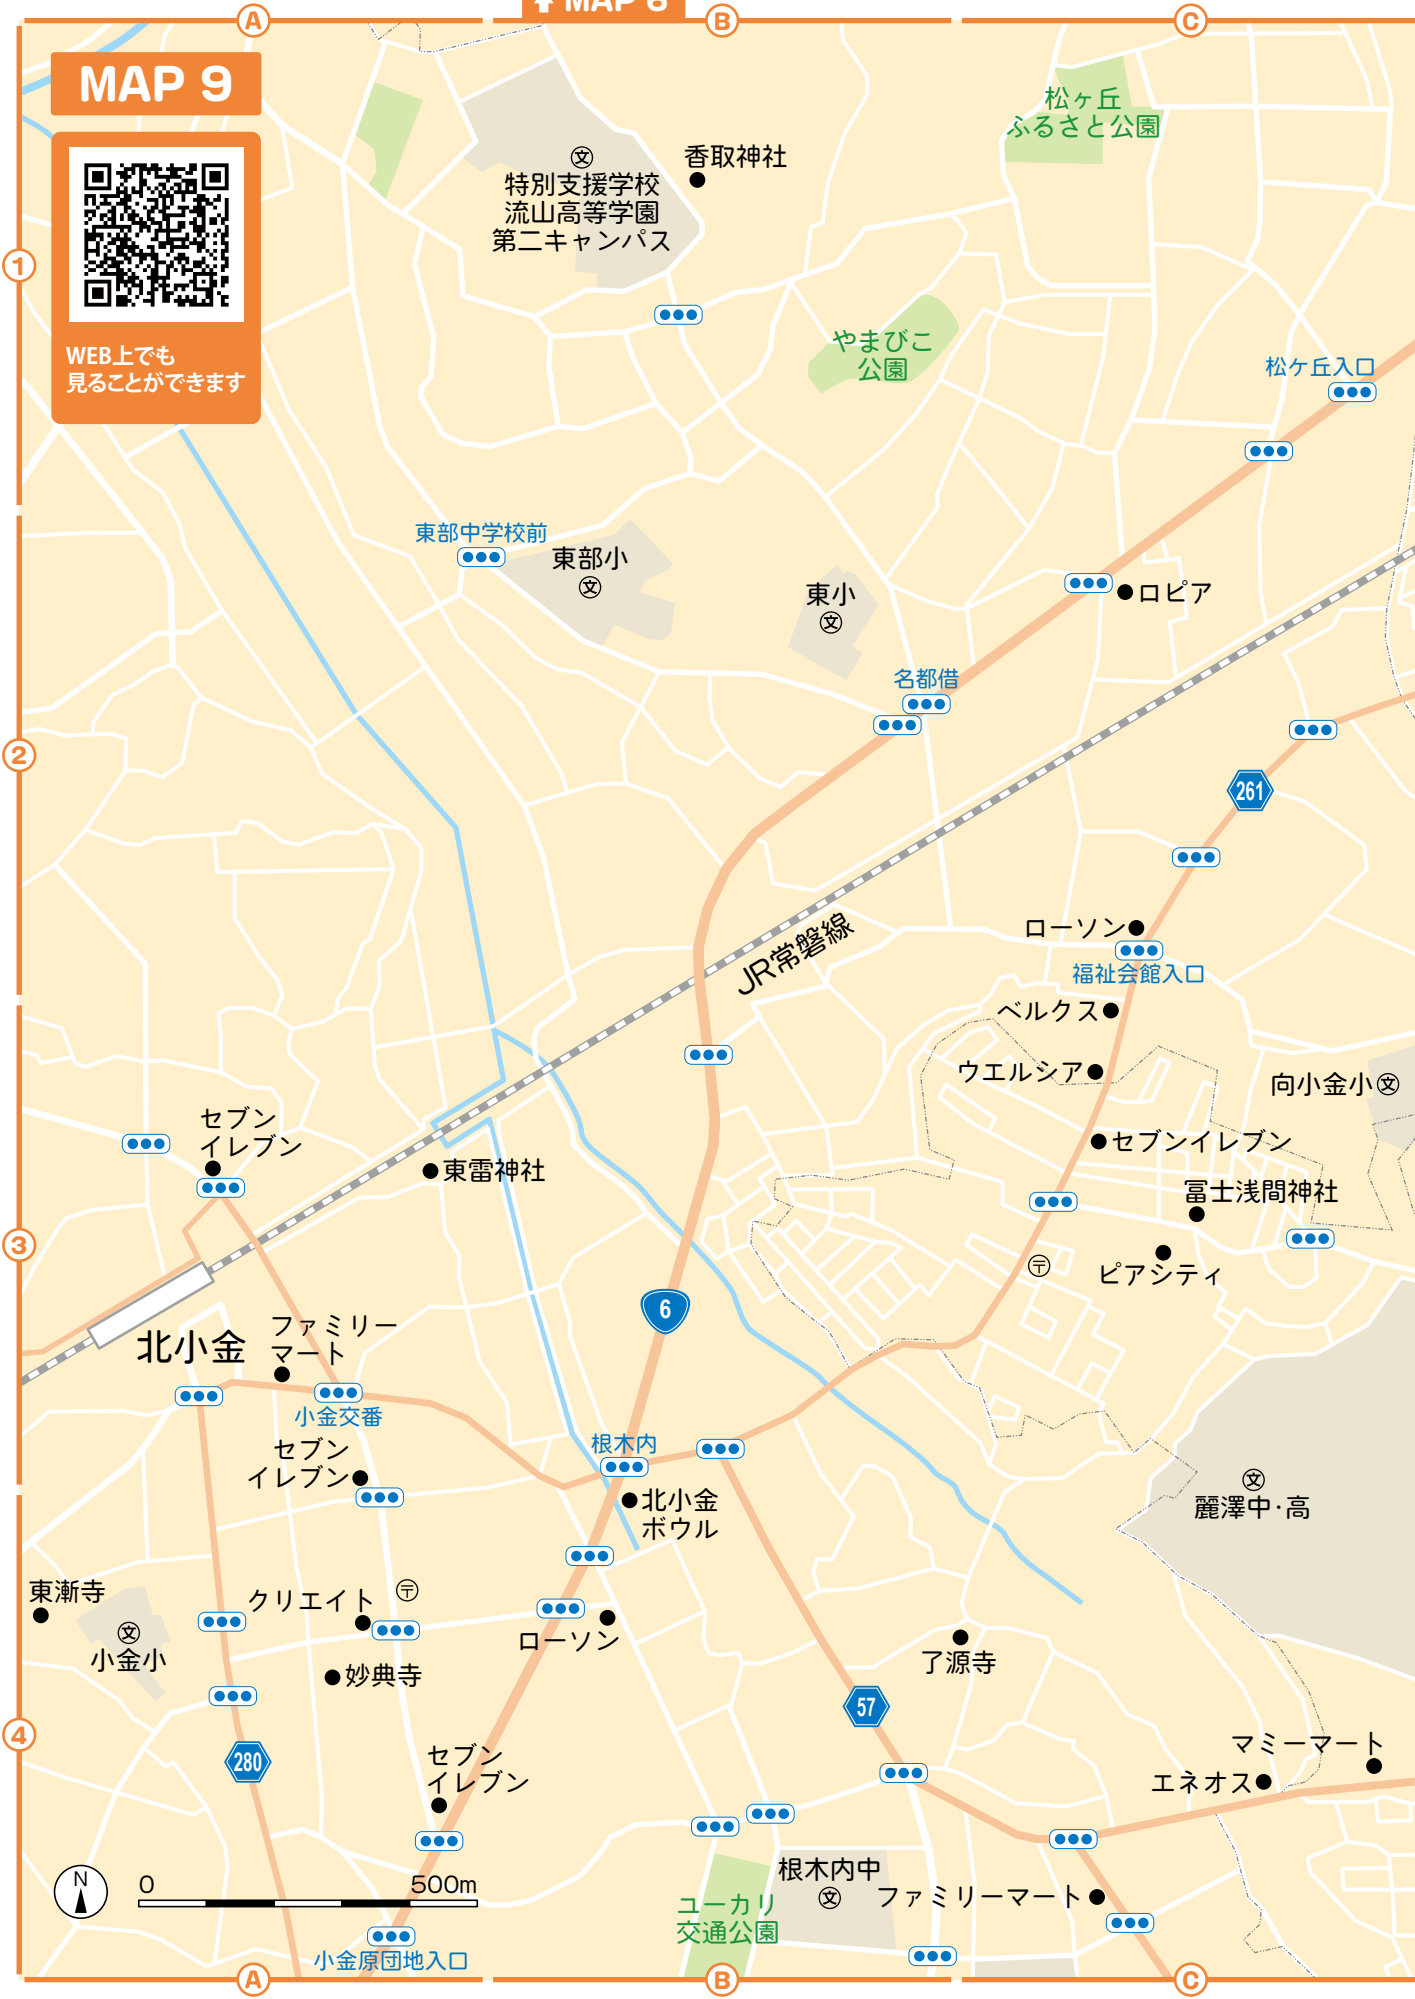 MAP 6
A
B
C
MAP 9
WEB上でも
見ることができます
松ヶ丘
ふるさと公園
香取神社
文
特別支援学校
流山高等学園
第二キャンパス
1
やまびこ
公園
松ケ丘入口
東部中学校前
東部小
文
東小
文
ロピア
名都借
2
261
JR常磐線
ローソン
福祉会館入口
ベルクス
ウエルシア
向小金小
文
セブン
イレブン
東雷神社
セブンイレブン
冨士浅間神社
3
〒
ピアシティ
6
北小金
ファミリー
マート
小金交番
セブン
イレブン
根木内
北小金
ボウル
文
麗澤中・高
東漸寺
文
小金小
クリエイト
〒
ローソン
妙典寺
了源寺
57
4
280
セブン
イレブン
マミーマート
エネオス
根木内中
文
ファミリーマート
ユーカリ
交通公園
N
0
500m
小金原団地入口
A
B
C